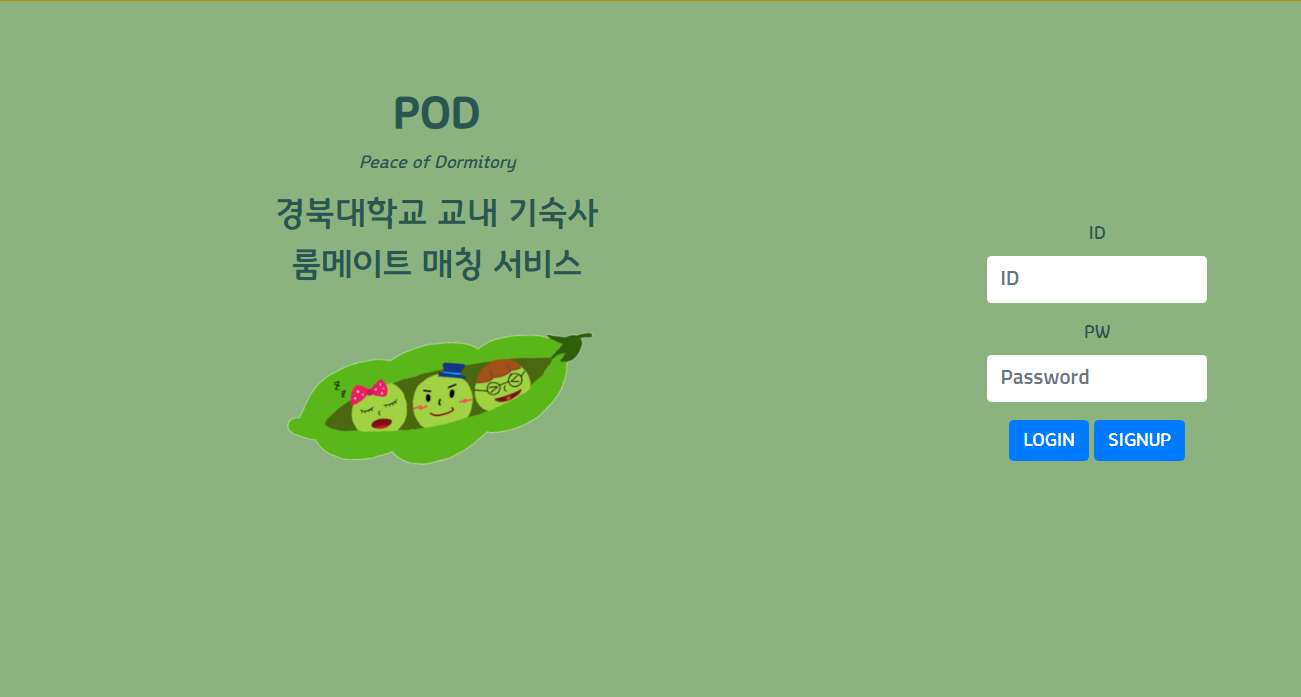 POD
Peace of Dormitory
경북대학교 교내 기숙사
룸메이트 매칭 서비스
z
z
ID
ID
PW
Password
LOGIN SIGNUP